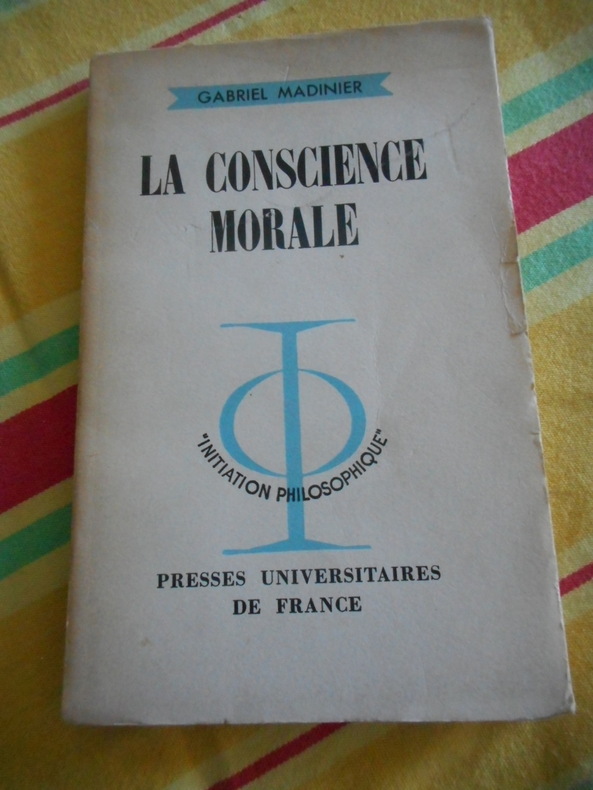 GABRIEL MADINIER
LA CONSCIENCE
MORALE
"INITIATION PHILOSOPHIQUE"
PRESSES UNIVERSITAIRES
DE FRANCE